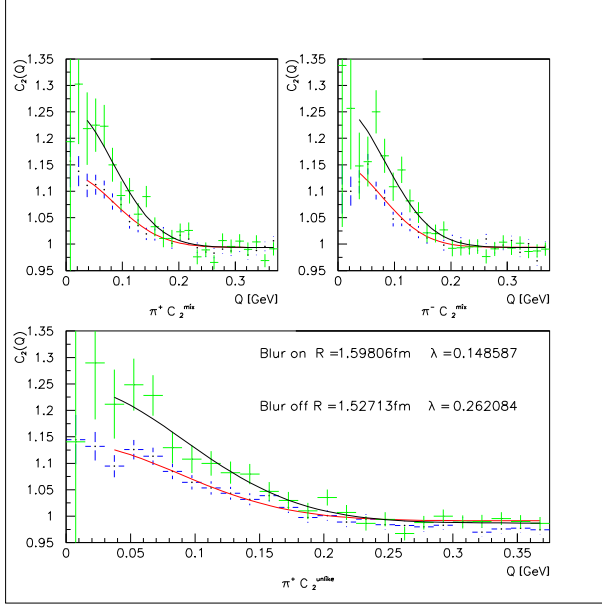 C₂(Q)
1.35
1.3
1.25
1.2
1.15
1.1
1.05
1
0.95
0
0.1
0.2
0.3
Q [GeV]
π⁺ C₂ᵐⁱˣ
C₂(Q)
1.35
1.3
1.25
1.2
1.15
1.1
1.05
1
0.95
0
0.1
0.2
0.3
Q [GeV]
π⁻ C₂ᵐⁱˣ
C₂(Q)
1.35
1.3
1.25
1.2
1.15
1.1
1.05
1
0.95
Blur on R =1.59806fm λ =0.148587
Blur off R =1.52713fm λ =0.262084
0 0.05 0.1 0.15 0.2 0.25 0.3 0.35
Q [GeV]
π⁺ C₂ᵘⁿˡⁱᵏᵉ